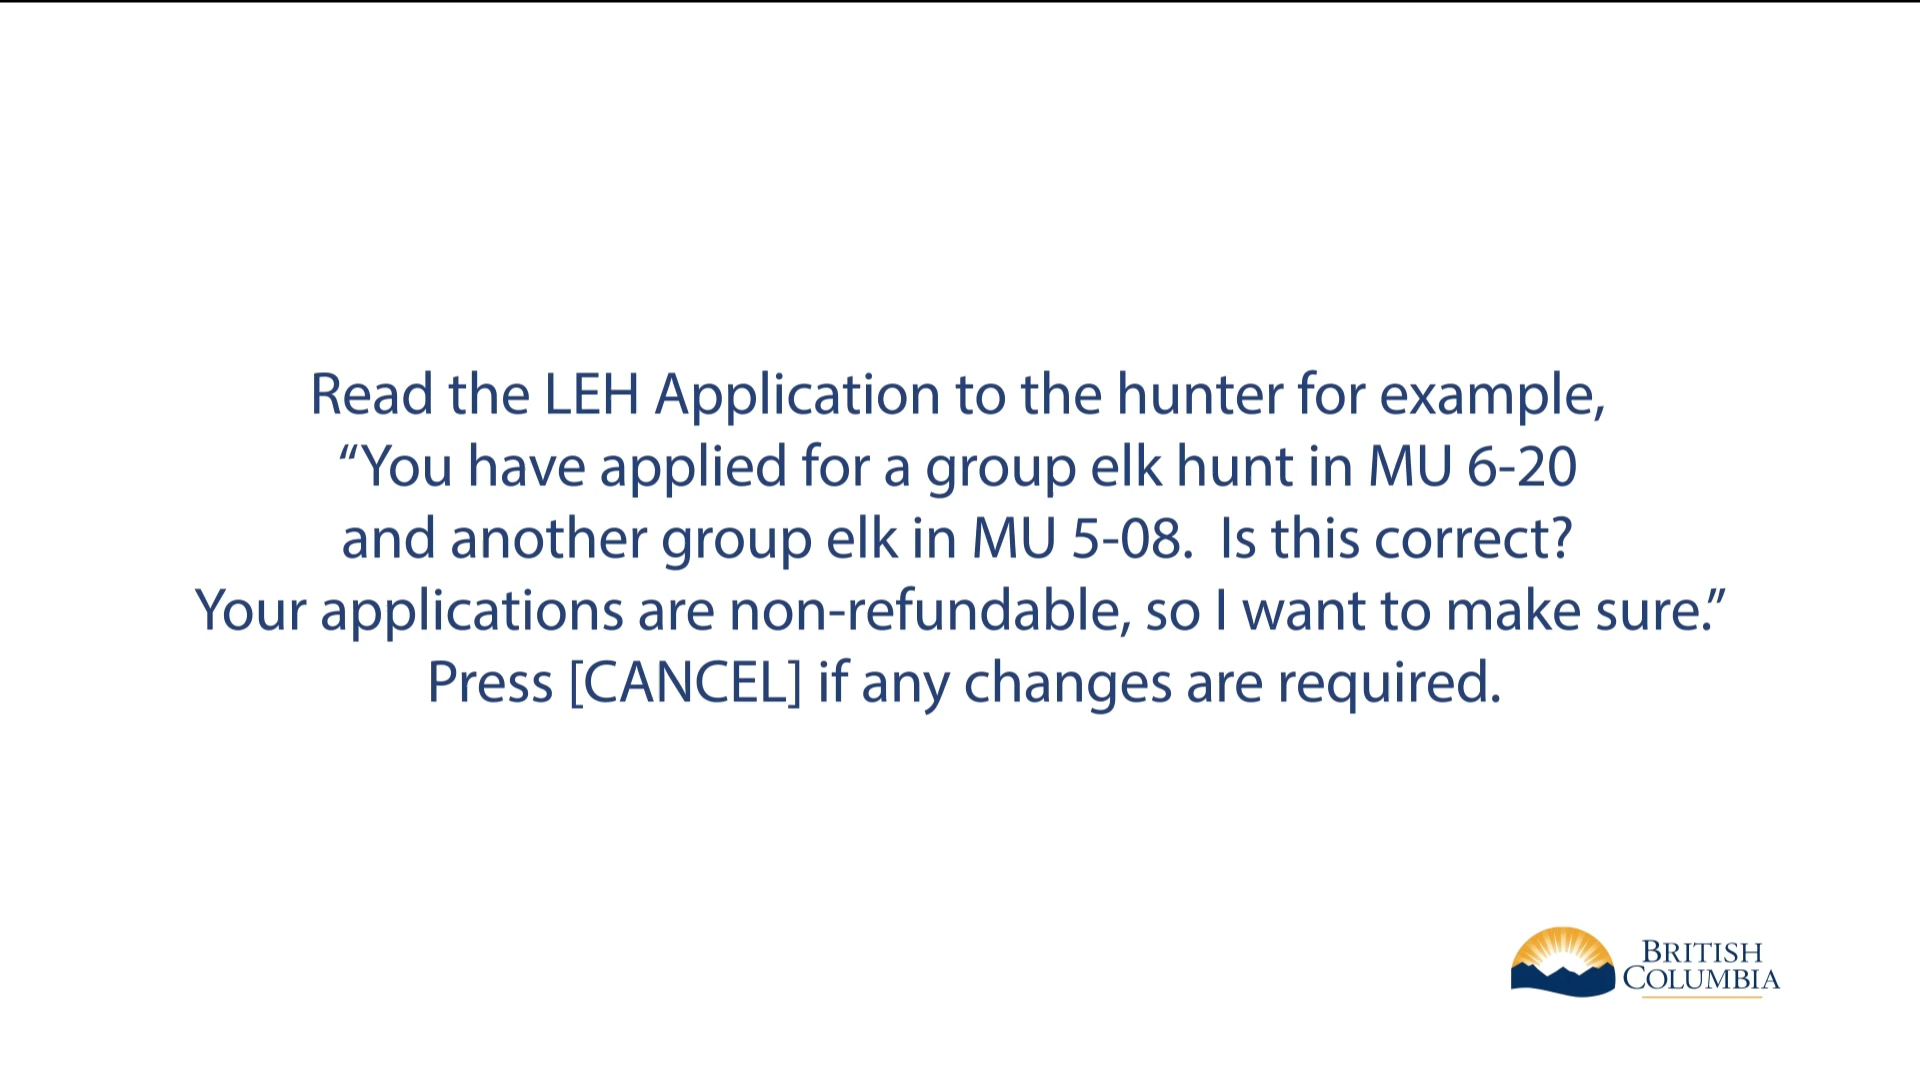 Read the LEH Application to the hunter for example,
“You have applied for a group elk hunt in MU 6-20
and another group elk in MU 5-08.  Is this correct?
Your applications are non-refundable, so I want to make sure.”
Press [CANCEL] if any changes are required.
BRITISH
COLUMBIA